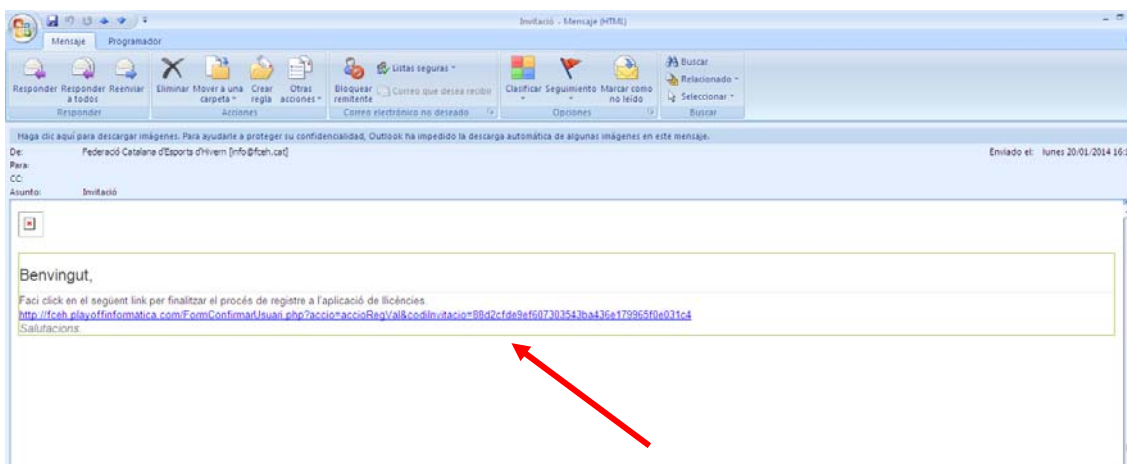 Invitació - Mensaje (HTML)
Mensaje Programador
Responder Responder a todos Reenviar
Eliminar Mover a una carpeta Crear regla Otras acciones
Bloquear remitente Listas seguras Correo que desea recibir
Clasificar Seguimiento Marcar como no leído
Buscar
Relacionado
Seleccionar
Responder Acciones Correo electrónico no deseado Opciones Buscar
Haga clic aquí para descargar imágenes. Para ayudarle a proteger su confidencialidad, Outlook ha impedido la descarga automática de algunas imágenes en este mensaje.
De: Federació Catalana d'Esports d'Hivern [info@fceh.cat] Enviado el: lunes 20/01/2014 16:
Para:
CC:
Asunto: Invitació
Benvingut,
Faci click en el següent link per finalitzar el procés de registre a l'aplicació de llicències.
http://fceh.playoffinformatica.com/FormConfirmarUsuari.php?accio=accioRegVal&codiInvitacio=88d2cfde9ef607303543ba436e179965f0e031c4
Salutacions.